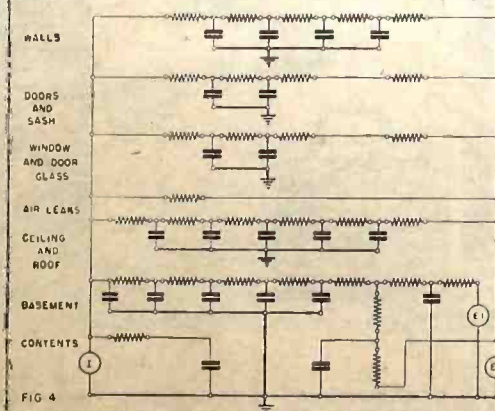 WALLS
DOORS
AND
SASH
WINDOW
AND DOOR
GLASS
AIR LEAKS
CEILING
AND
ROOF
BASEMENT
E1
CONTENTS
I
E
FIG 4